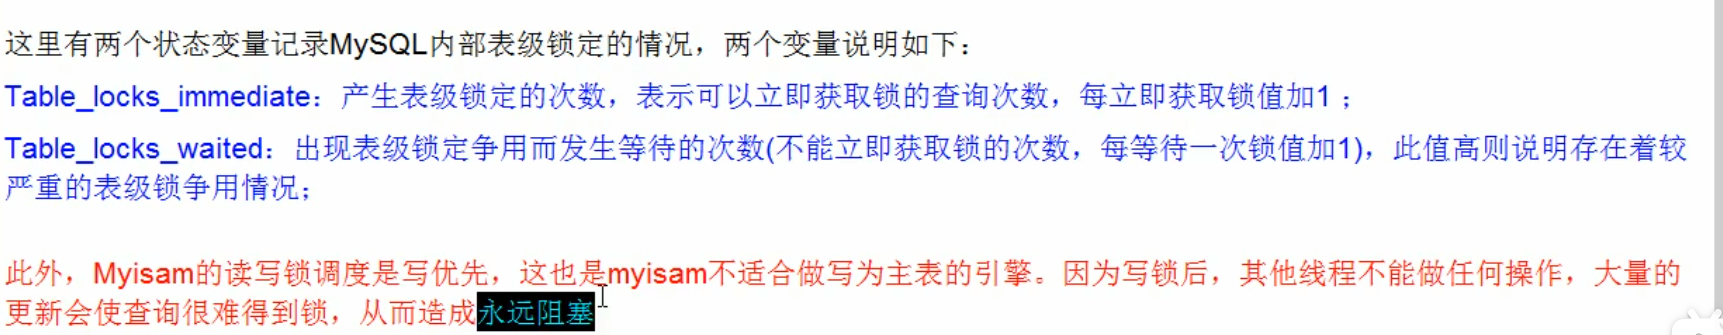 这里有两个状态变量记录MySQL内部表级锁定的情况，两个变量说明如下：
Table_locks_immediate：产生表级锁定的次数，表示可以立即获取锁的查询次数，每立即获取锁值加1 ；
Table_locks_waited：出现表级锁定争用而发生等待的次数(不能立即获取锁的次数，每等待一次锁值加1)，此值高则说明存在着较
严重的表级锁争用情况；
此外，Myisam的读写锁调度是写优先，这也是myisam不适合做写为主表的引擎。因为写锁后，其他线程不能做任何操作，大量的
更新会使查询很难得到锁，从而造成永远阻塞